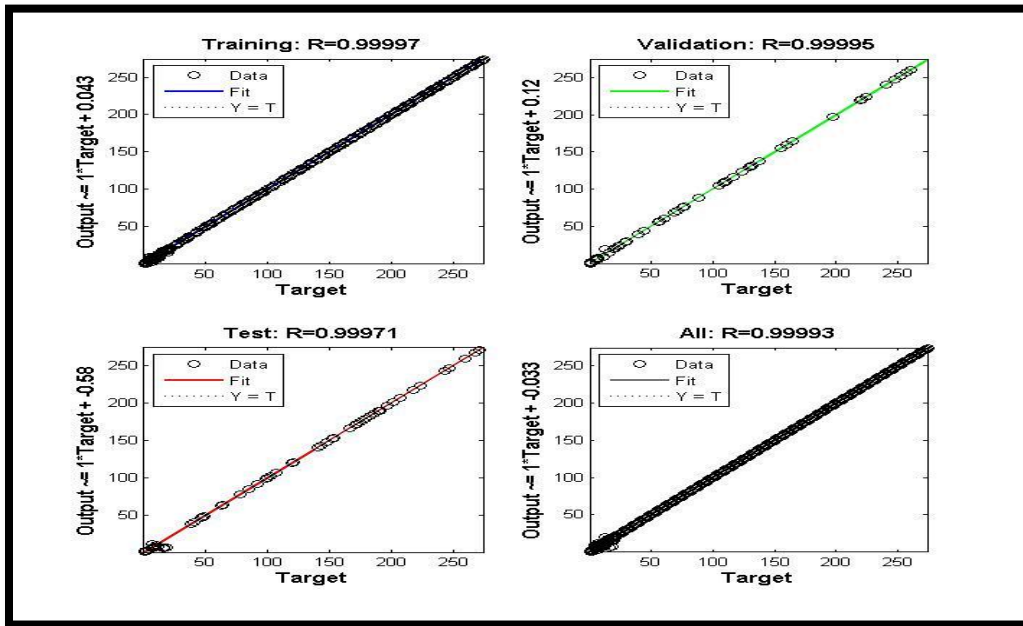 Training: R=0.99997
Output ~= 1*Target + 0.043
Data
Fit
Y = T
250
200
150
100
50
50 100 150 200 250
Target
Validation: R=0.99995
Output ~= 1*Target + 0.12
Data
Fit
Y = T
250
200
150
100
50
50 100 150 200 250
Target
Test: R=0.99971
Output ~= 1*Target + -0.58
Data
Fit
Y = T
250
200
150
100
50
50 100 150 200 250
Target
All: R=0.99993
Output ~= 1*Target + -0.033
Data
Fit
Y = T
250
200
150
100
50
50 100 150 200 250
Target